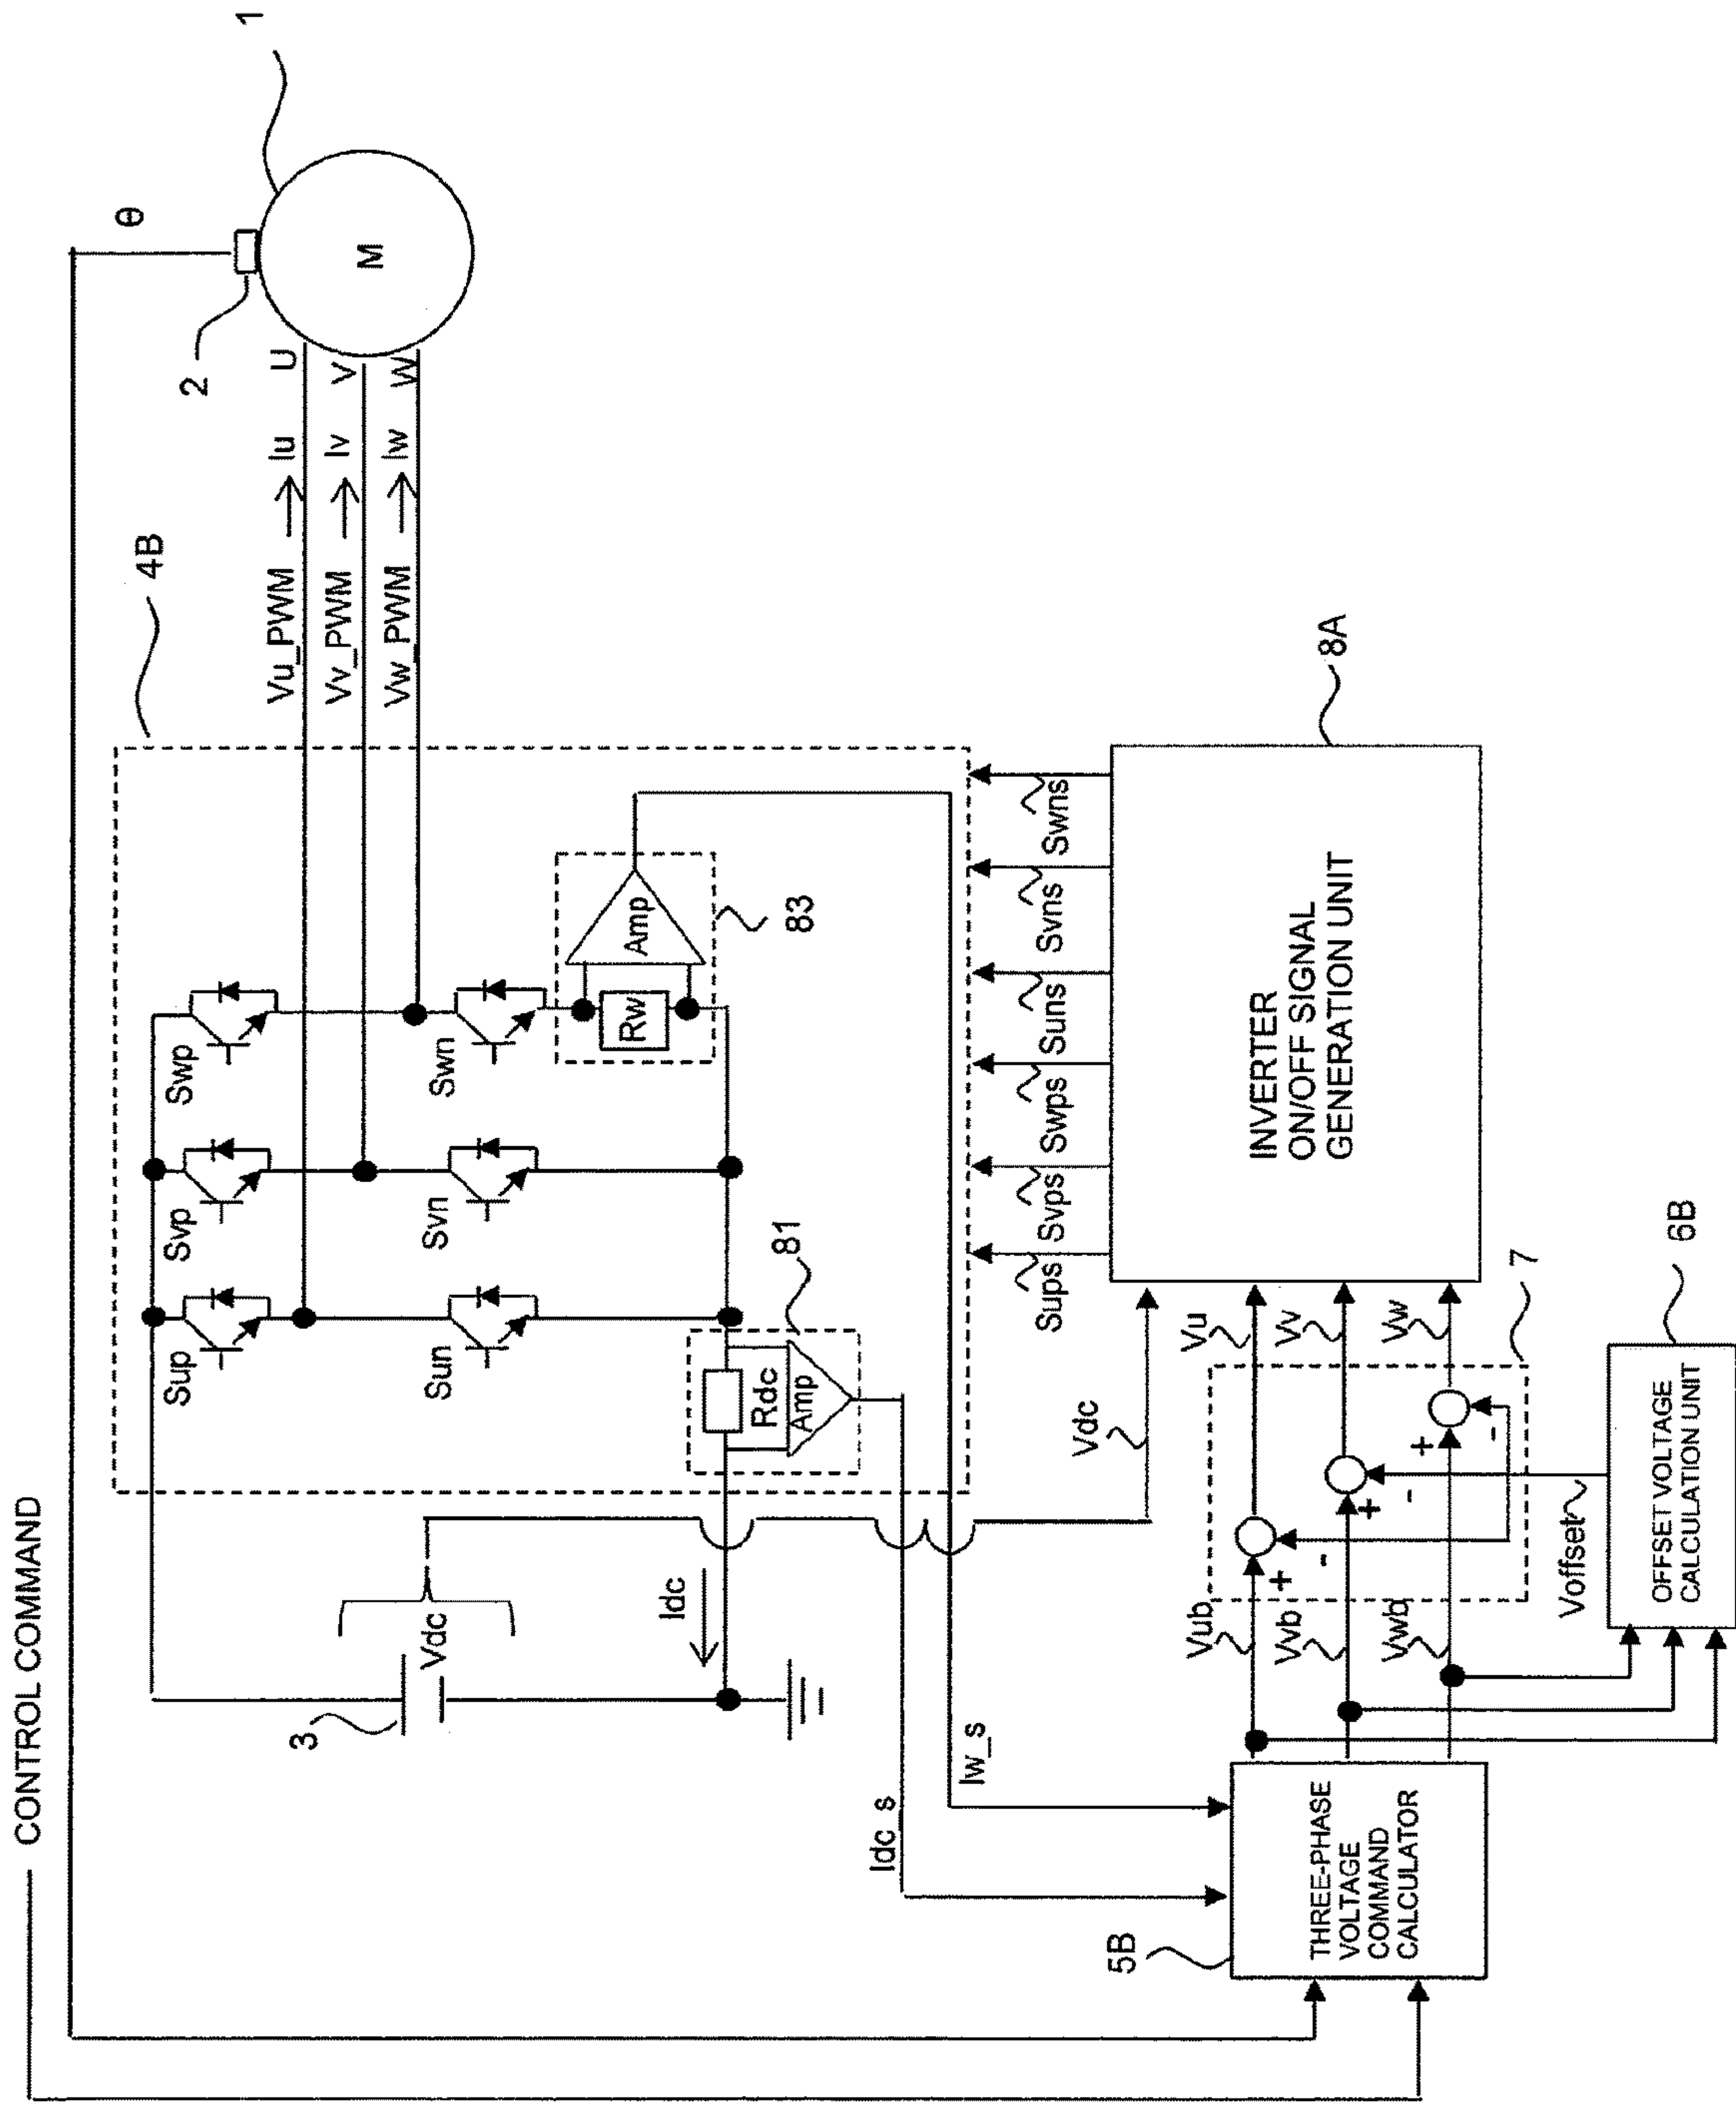 CONTROL COMMAND
θ
1
2
M
U
V
W
Iu
Iv
Iw
Vu_PWM
Vv_PWM
Vw_PWM
4B
3
Vdc
Idc
Sup
Svp
Swp
Sun
Svn
Swn
Rdc
Amp
81
Rw
Amp
83
Idc_s
Iw_s
Vdc
Sups
Svps
Swps
Suns
Svns
Swns
INVERTER
ON/OFF SIGNAL
GENERATION UNIT
8A
5B
THREE-PHASE
VOLTAGE
COMMAND
CALCULATOR
Vub
Vvb
Vwb
+
-
+
-
+
-
Vu
Vv
Vw
7
Voffset
OFFSET VOLTAGE
CALCULATION UNIT
6B